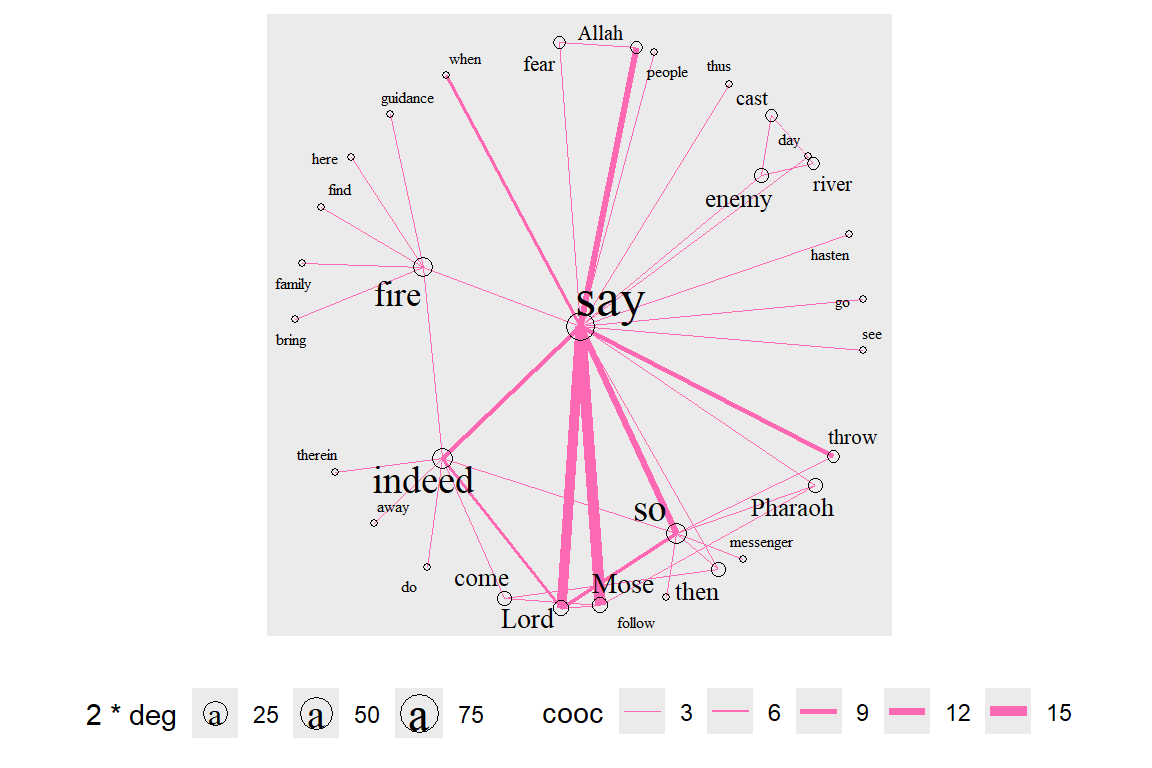 Allah
when
fear
people
thus
guidance
cast
day
here
find
river
enemy
hasten
family
fire
say
go
bring
see
throw
therein
indeed
away
so
Pharaoh
messenger
do
come
Mose
then
Lord
follow
2 * deg a 25 a 50 a 75 cooc 3 6 9 12 15